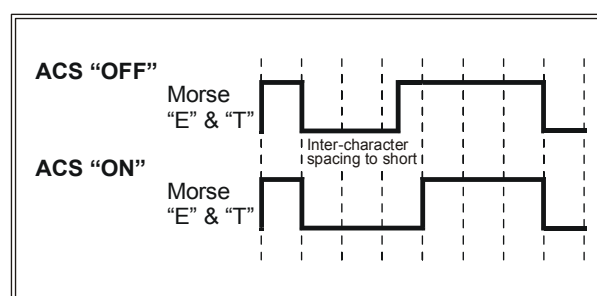 ACS “OFF”
Morse
“E” & “T”
Inter-character
spacing to short
ACS “ON”
Morse
“E” & “T”